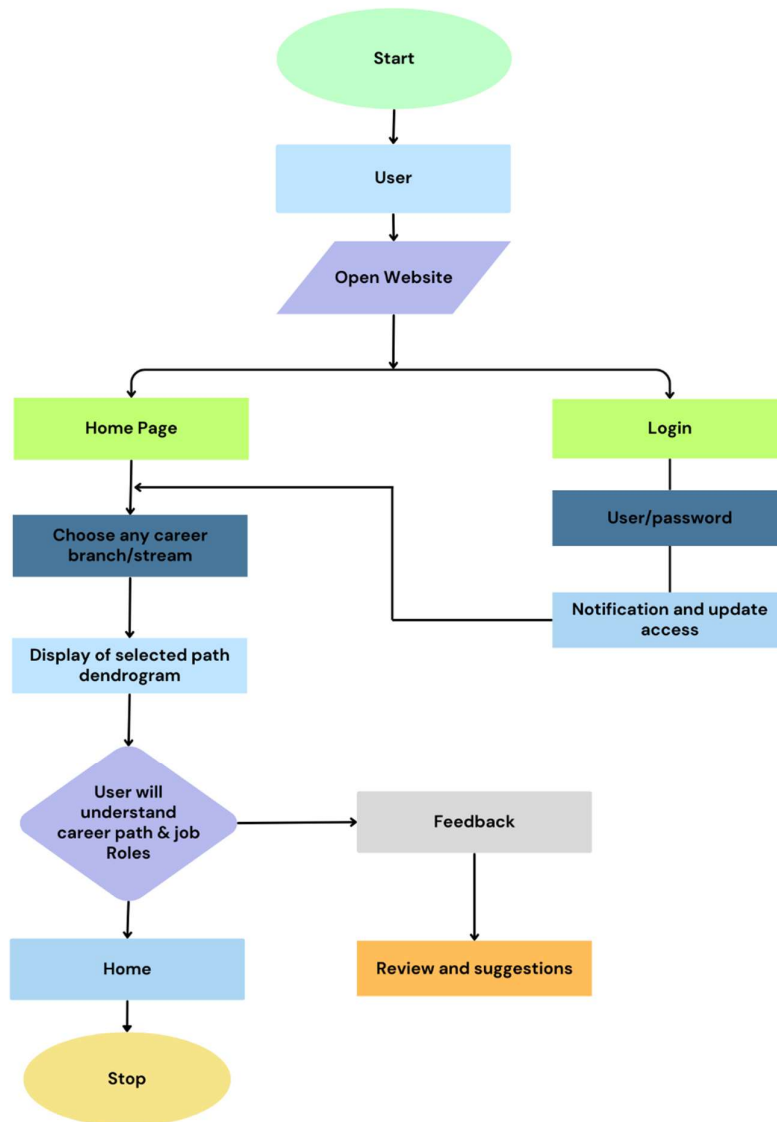 Start
User
Open Website
Home Page
Login
User/password
Choose any career
branch/stream
Notification and update
access
Display of selected path
dendrogram
User will
understand
career path & job
Roles
Feedback
Home
Review and suggestions
Stop